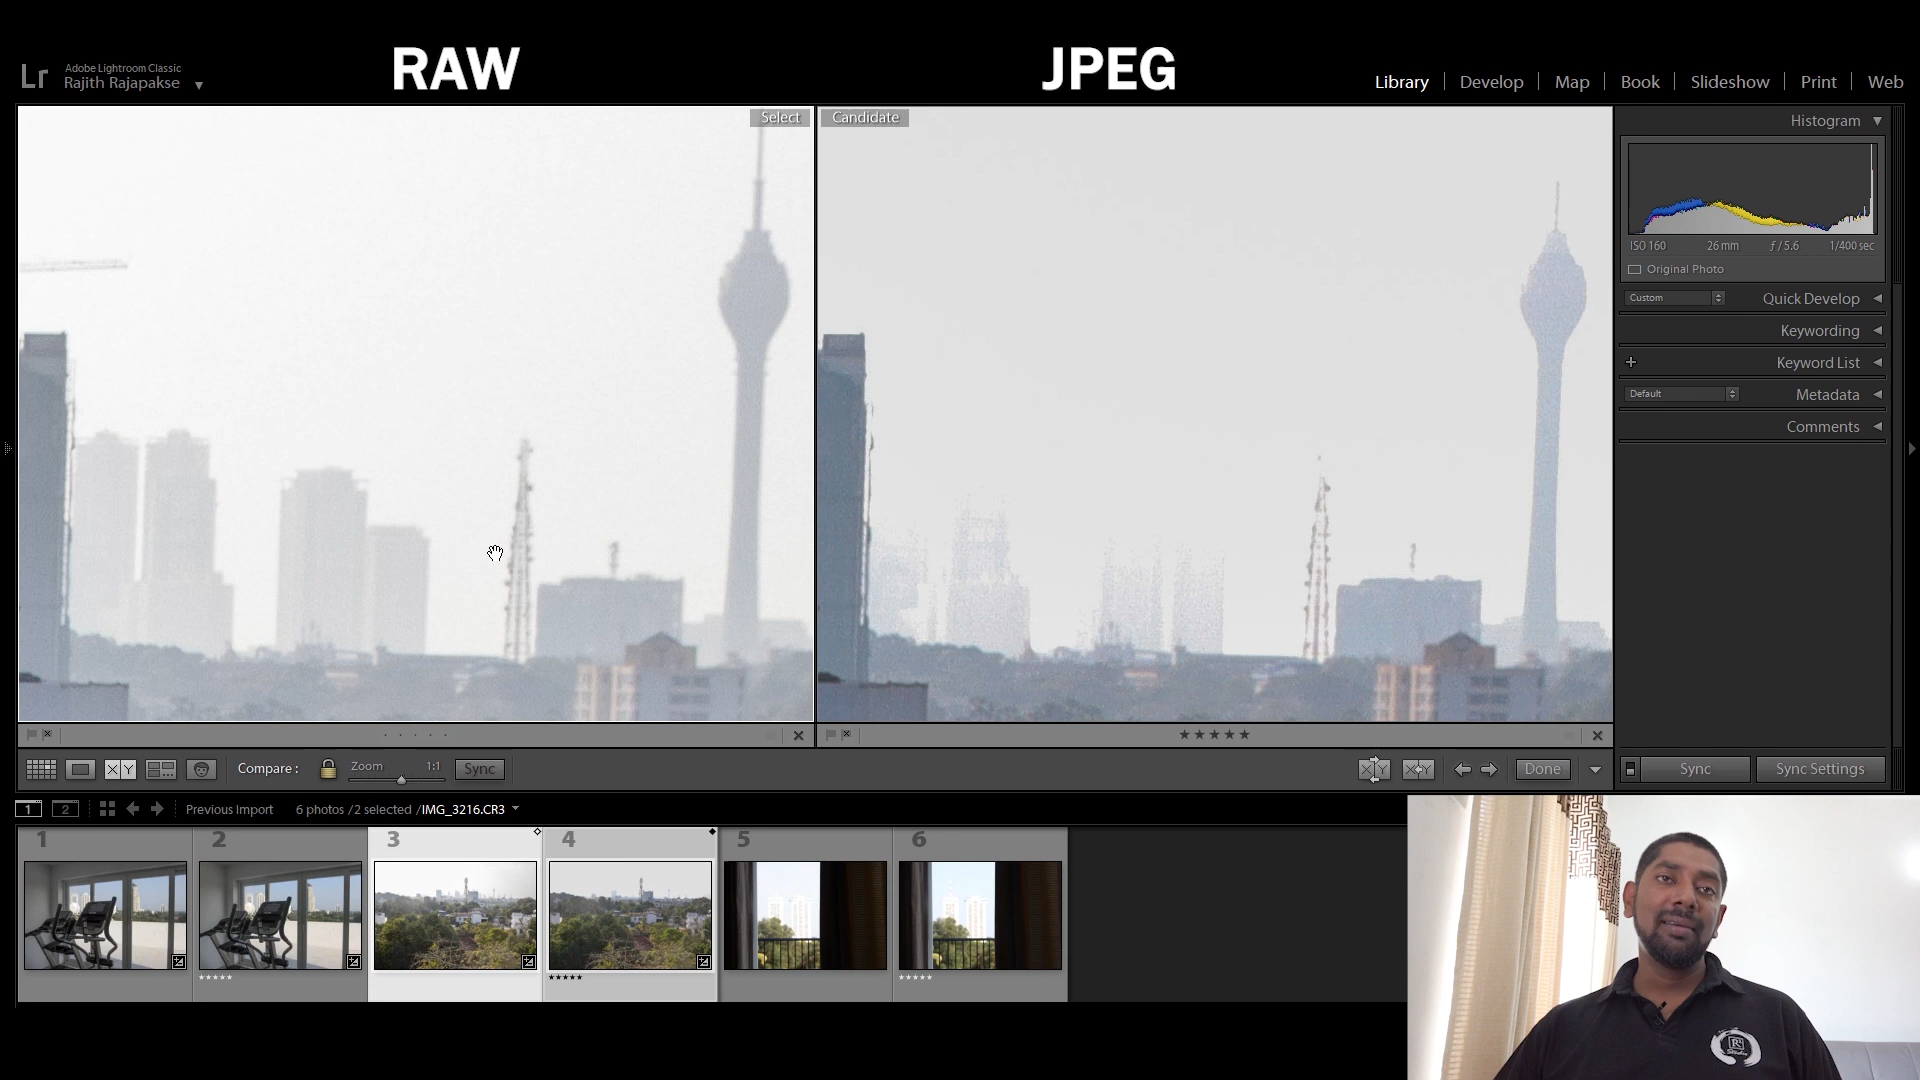 RAW
JPEG
Lr
Adobe Lightroom Classic
Rajith Rajapakse
Library | Develop | Map | Book | Slideshow | Print | Web
Select
Candidate
Histogram
ISO 160 26 mm ƒ / 5.6 1/400 sec
Original Photo
Custom Quick Develop
Keywording
+ Keyword List
Default Metadata
Comments
XY Compare : Zoom 1:1 Sync
Done
Sync Sync Settings
1 2 Previous Import 6 photos / 2 selected / IMG_3216.CR3
1 2 3 4 5 6